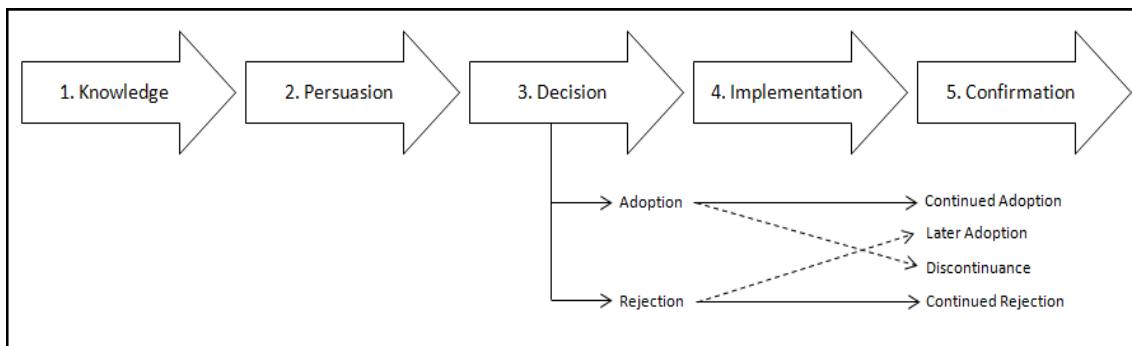 1. Knowledge
2. Persuasion
3. Decision
4. Implementation
5. Confirmation
Adoption
Continued Adoption
Later Adoption
Discontinuance
Rejection
Continued Rejection